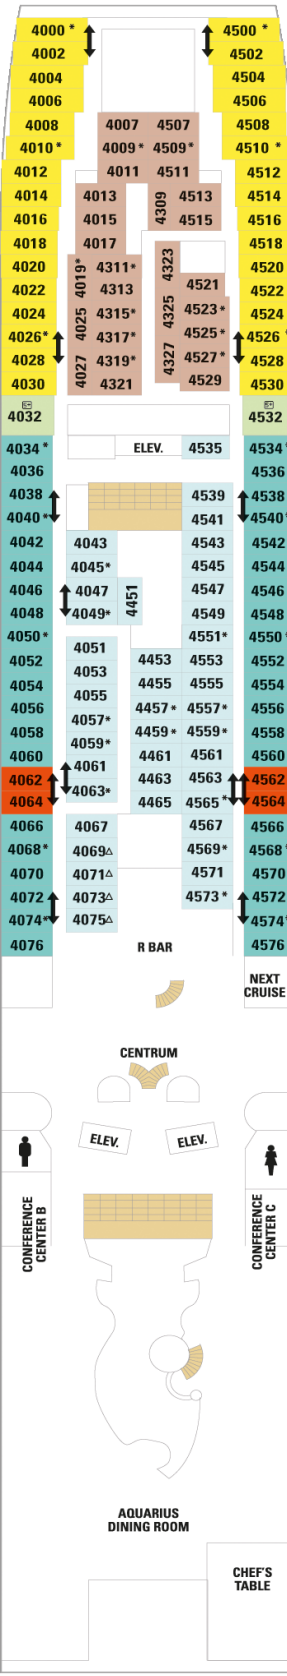 4000 * 4500 *
4002 4502
4004 4504
4006 4506
4008 4007 4507 4508
4010 * 4009 * 4509 * 4510 *
4012 4011 4511 4512
4014 4013 4309 4513 4514
4016 4015 4515 4516
4018 4017 4518
4020 4019* 4311* 4323 4520
4022 4313 4521 4522
4024 4025 4315* 4325 4523 * 4524
4026* 4317* 4525 * 4526 *
4028 4027 4319* 4327 4527 * 4528
4030 4321 4529 4530
4032 4532
4034 * ELEV. 4535 4534*
4036 4536
4038 4539 4538
4040* 4541 4540*
4042 4043 4543 4542
4044 4045* 4545 4544
4046 4047 4451 4547 4546
4048 4049* 4549 4548
4050 * 4551* 4550*
4051
4052 4453 4553 4552
4053
4054 4455 4555 4554
4055
4056 4457* 4557* 4556
4057*
4058 4459* 4559* 4558
4059*
4060 4461 4561 4560
4061
4062 4463 4563 4562
4063*
4064 4465 4565* 4564
4066 4067 4567 4566
4068* 4069△ 4569* 4568*
4070 4071△ 4571 4570
4072 4073△ 4573 * 4572
4074* 4075△ 4574*
4076 R BAR 4576
NEXT
CRUISE
CENTRUM
ELEV. ELEV.
CONFERENCE
CENTER B
CONFERENCE
CENTER C
AQUARIUS
DINING ROOM
CHEF'S
TABLE